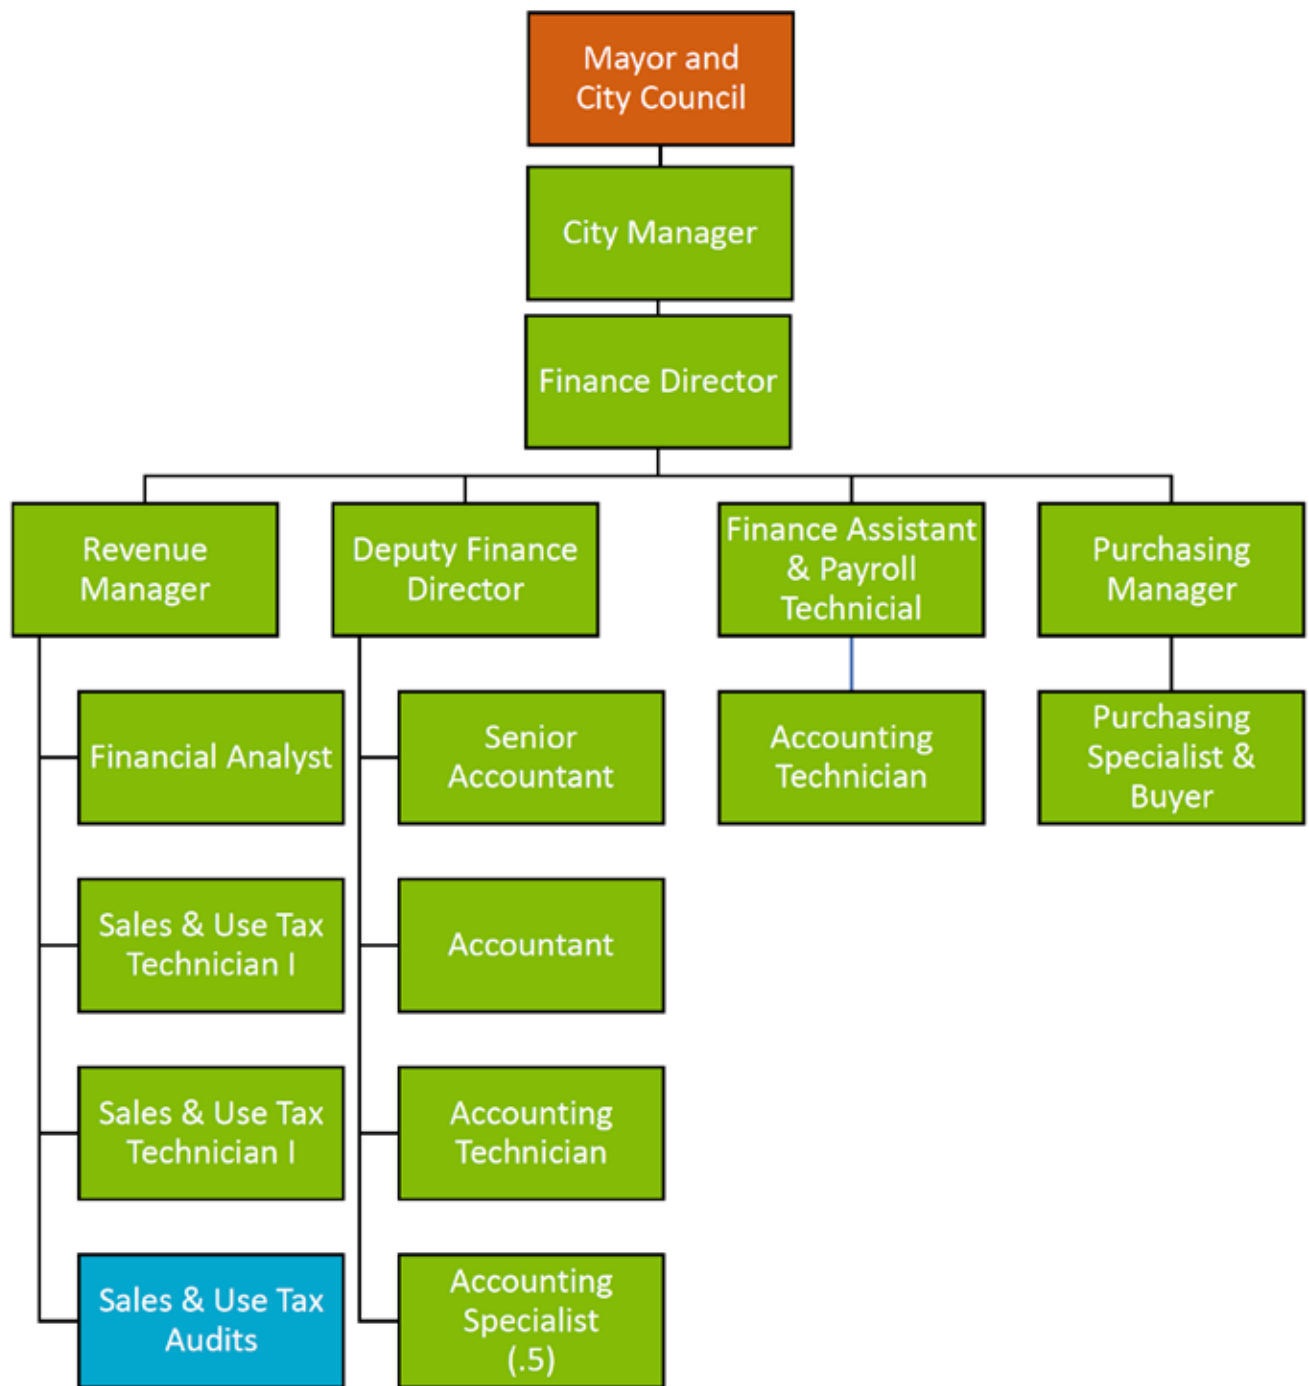 Mayor and
City Council
City Manager
Finance Director
Revenue
Manager
Deputy Finance
Director
Finance Assistant
& Payroll
Technicial
Purchasing
Manager
Financial Analyst
Senior
Accountant
Accounting
Technician
Purchasing
Specialist &
Buyer
Sales & Use Tax
Technician I
Accountant
Sales & Use Tax
Technician I
Accounting
Technician
Sales & Use Tax
Audits
Accounting
Specialist
(.5)